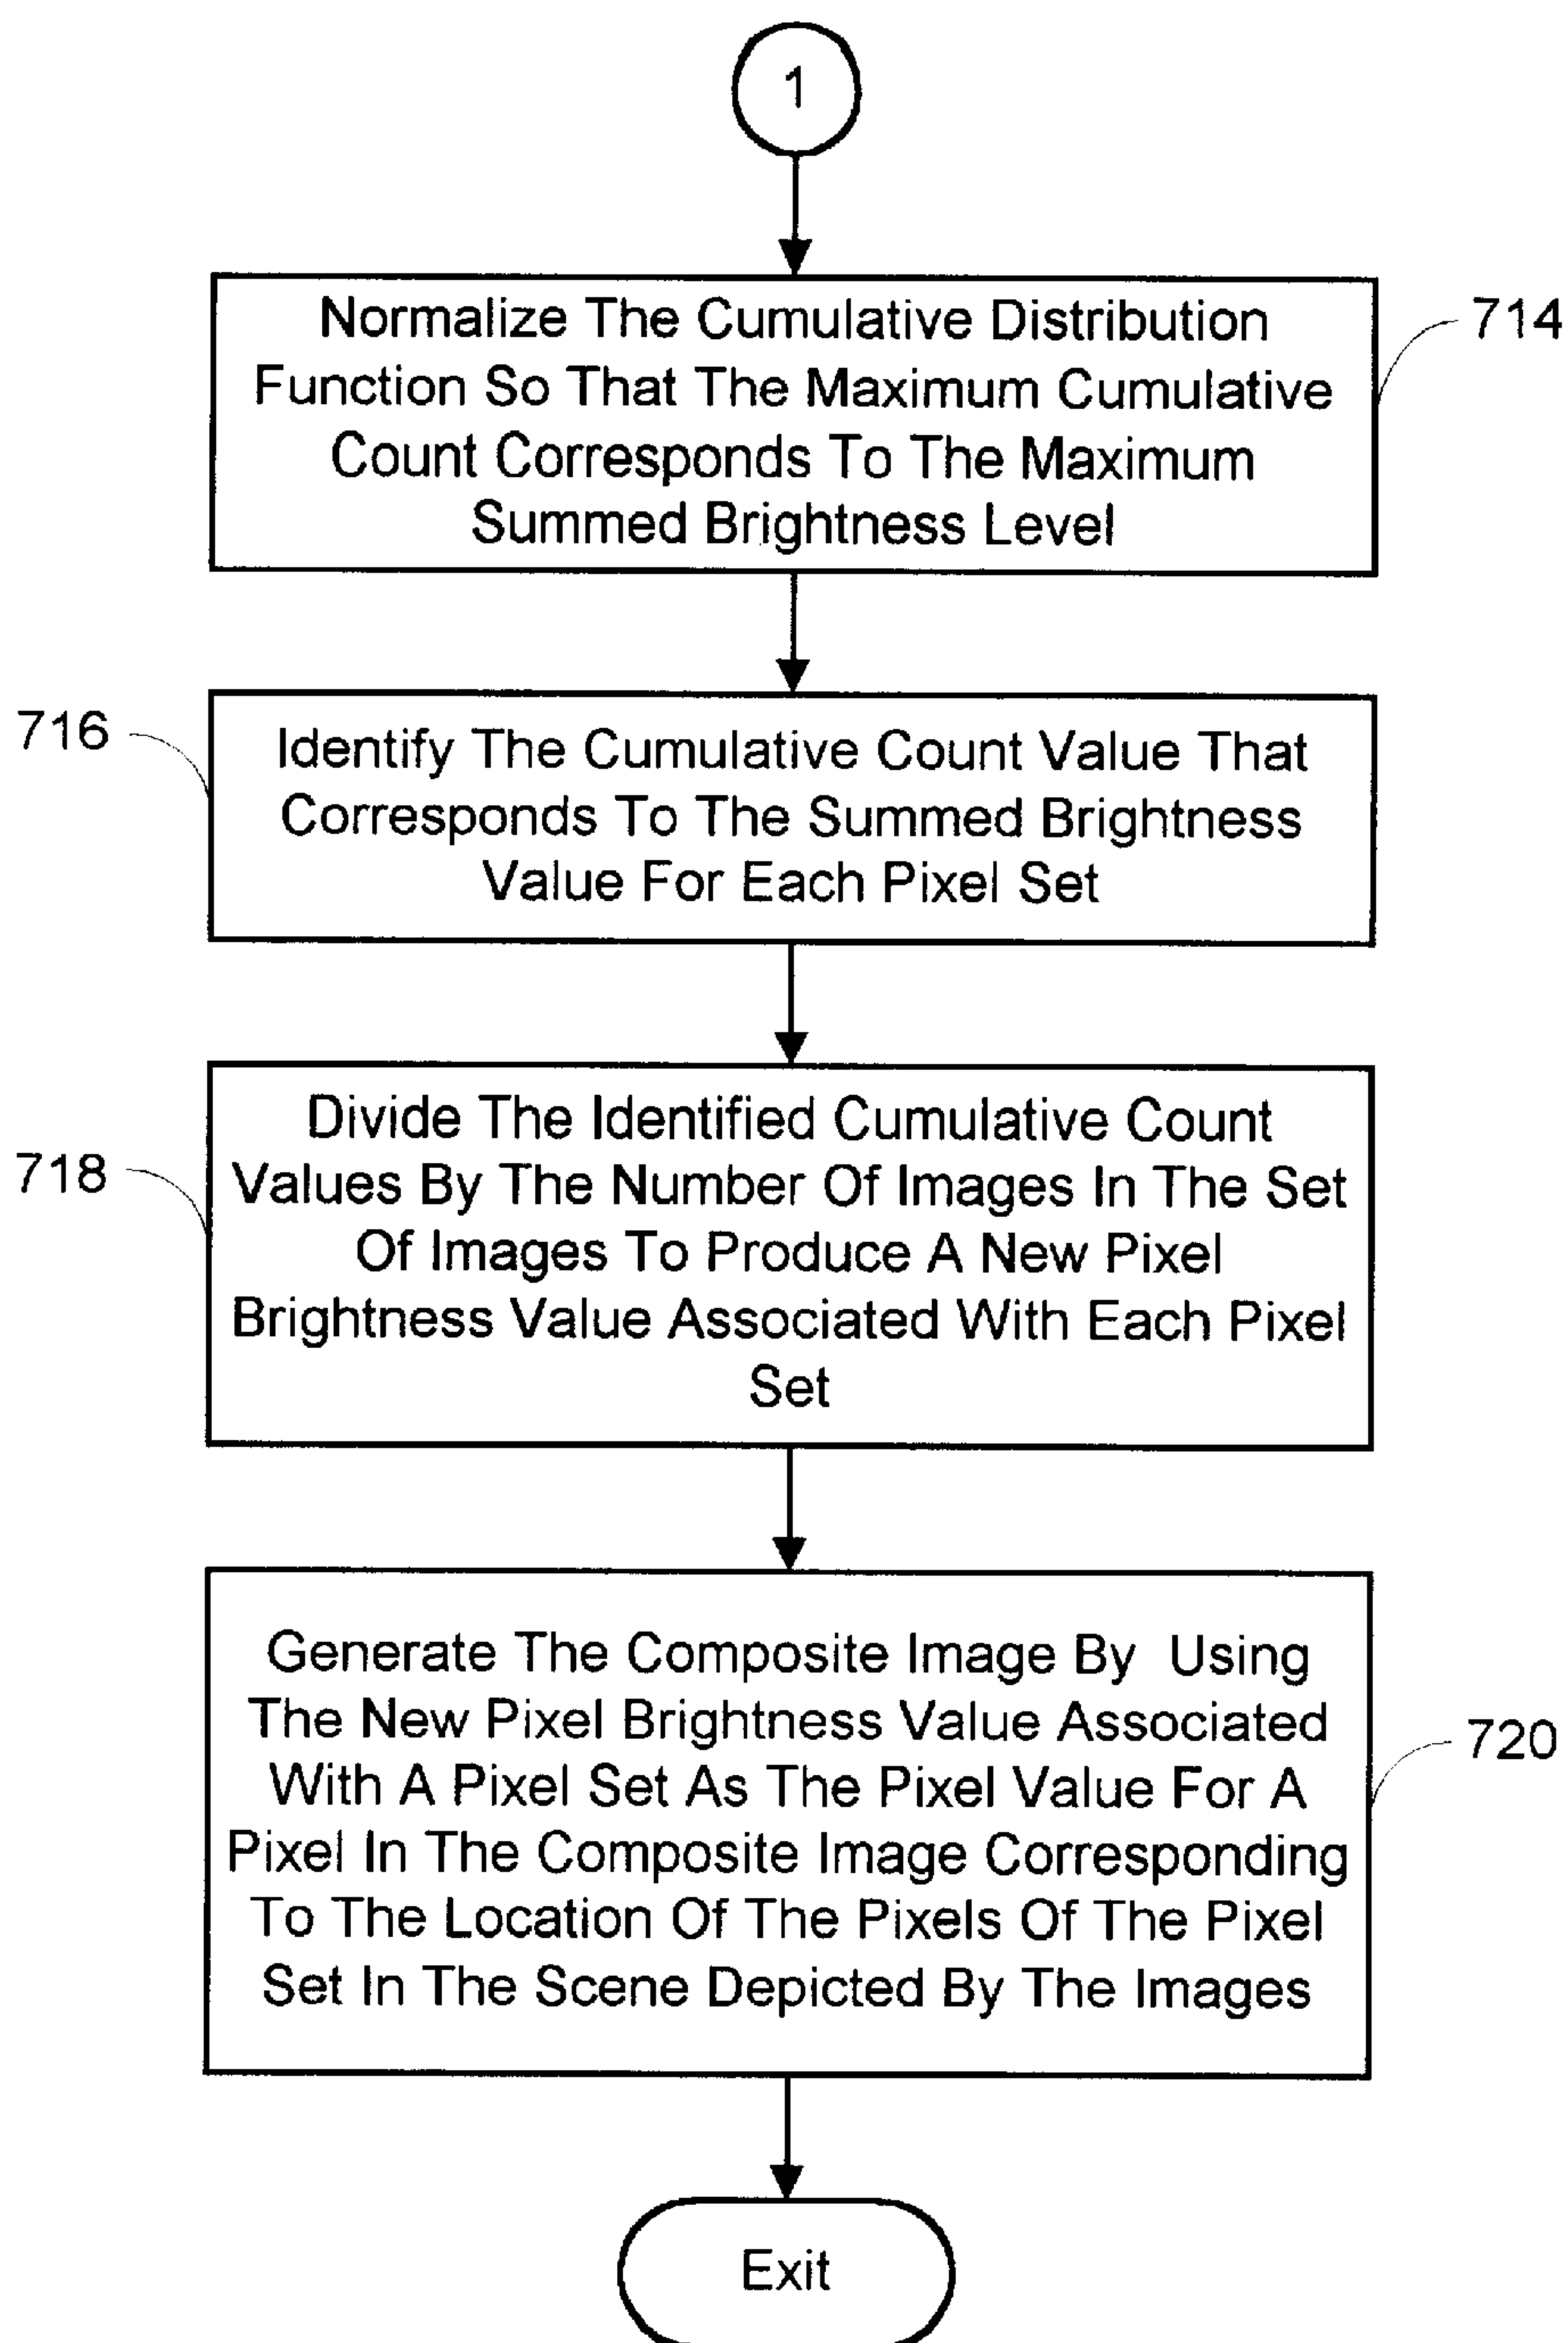 1
Normalize The Cumulative Distribution
Function So That The Maximum Cumulative
Count Corresponds To The Maximum
Summed Brightness Level
714
716
Identify The Cumulative Count Value That
Corresponds To The Summed Brightness
Value For Each Pixel Set
718
Divide The Identified Cumulative Count
Values By The Number Of Images In The Set
Of Images To Produce A New Pixel
Brightness Value Associated With Each Pixel
Set
Generate The Composite Image By Using
The New Pixel Brightness Value Associated
With A Pixel Set As The Pixel Value For A
Pixel In The Composite Image Corresponding
To The Location Of The Pixels Of The Pixel
Set In The Scene Depicted By The Images
720
Exit